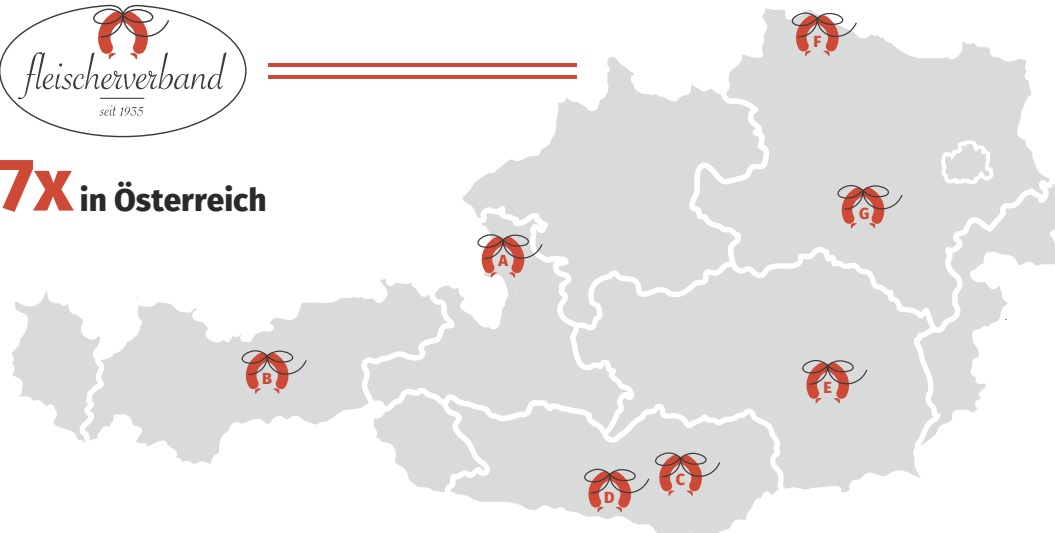 fleischerverband
seit 1935
7x in Österreich
F
G
A
B
E
C
D